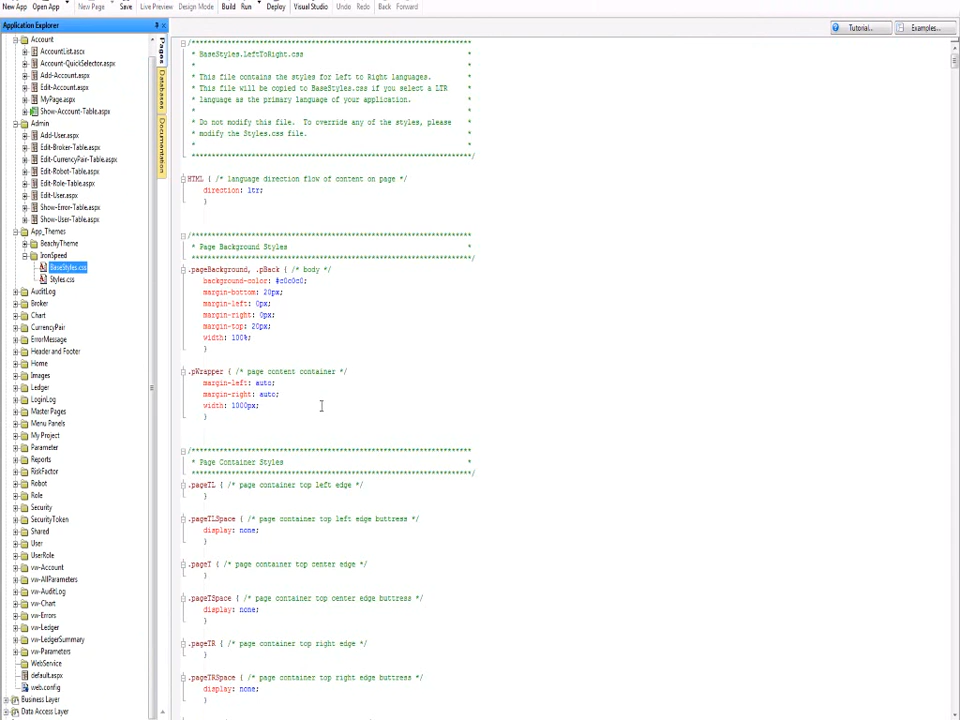 New App Open App New Page Save Live Preview Design Mode Build Run Deploy Visual Studio Undo Redo Back Forward
Application Explorer
Tutorial... Examples...
Pages
Databases
Documentation
Account
AccountList.ascx
Account-QuickSelector.aspx
Add-Account.aspx
Edit-Account.aspx
MyPage.aspx
Show-Account-Table.aspx
Admin
Add-User.aspx
Edit-Broker-Table.aspx
Edit-CurrencyPair-Table.aspx
Edit-Robot-Table.aspx
Edit-Role-Table.aspx
Edit-User.aspx
Show-Error-Table.aspx
Show-User-Table.aspx
App_Themes
BeachyTheme
IronSpeed
BaseStyles.css
Styles.css
AuditLog
Broker
Chart
CurrencyPair
ErrorMessage
Header and Footer
Home
Images
Ledger
LoginLog
Master Pages
Menu Panels
My Project
Parameter
Reports
RiskFactor
Robot
Role
Security
SecurityToken
Shared
User
UserRole
vw-Account
vw-AllParameters
vw-AuditLog
vw-Chart
vw-Errors
vw-Ledger
vw-LedgerSummary
vw-Parameters
WebService
default.aspx
web.config
Business Layer
Data Access Layer
/**********************************************************************
* BaseStyles.LeftToRight.css *
* *
* This file contains the styles for Left to Right languages. *
* This file will be copied to BaseStyles.css if you select a LTR *
* language as the primary language of your application. *
* *
* Do not modify this file. To override any of the styles, please *
* modify the Styles.css file. *
* *
**********************************************************************/
HTML { /* language direction flow of content on page */
direction: ltr;
}
/**********************************************************************
* Page Background Styles *
**********************************************************************/
.pageBackground, .pBack { /* body */
background-color: #c0c0c0;
margin-bottom: 20px;
margin-left: 0px;
margin-right: 0px;
margin-top: 20px;
width: 100%;
}
.pWrapper { /* page content container */
margin-left: auto;
margin-right: auto;
width: 1000px;
}
/**********************************************************************
* Page Container Styles *
**********************************************************************/
.pageTL { /* page container top left edge */
}
.pageTLSpace { /* page container top left edge buttress */
display: none;
}
.pageT { /* page container top center edge */
}
.pageTSpace { /* page container top center edge buttress */
display: none;
}
.pageTR { /* page container top right edge */
}
.pageTRSpace { /* page container top right edge buttress */
display: none;
}